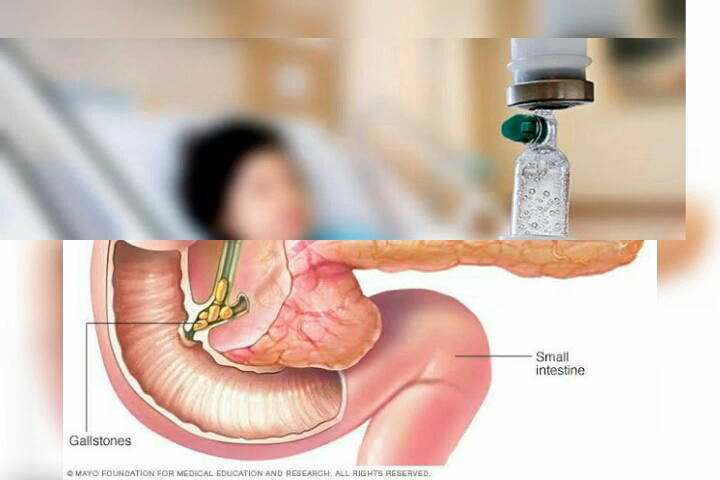 Small
intestine
Gallstones
© MAYO FOUNDATION FOR MEDICAL EDUCATION AND RESEARCH. ALL RIGHTS RESERVED.